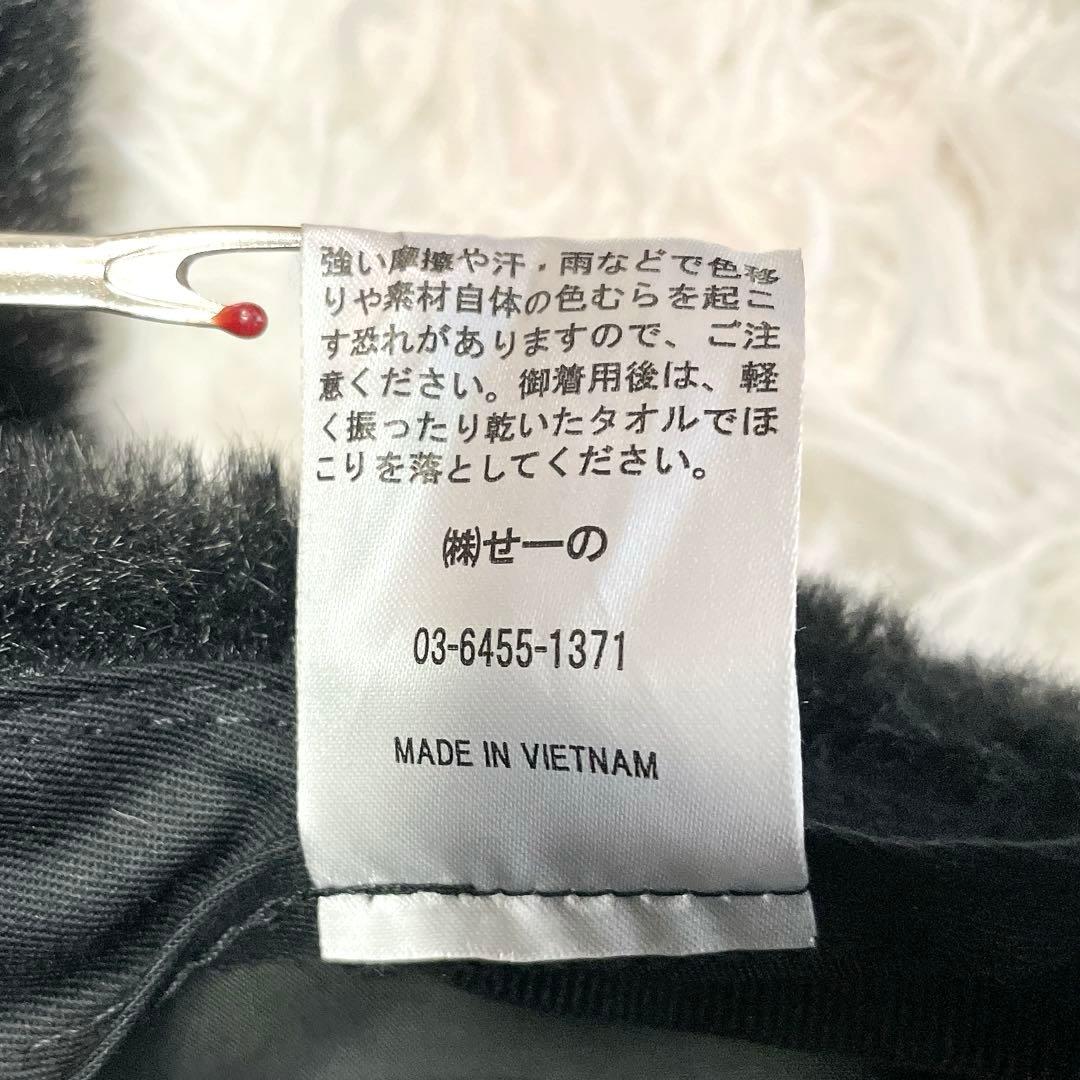 強い摩擦や汗・雨などで色移
りや素材自体の色むらを起こ
す恐れがありますので、ご注
意ください。御着用後は、軽
く振ったり乾いたタオルでほ
こりを落としてください。
㈱せーの
03-6455-1371
MADE IN VIETNAM